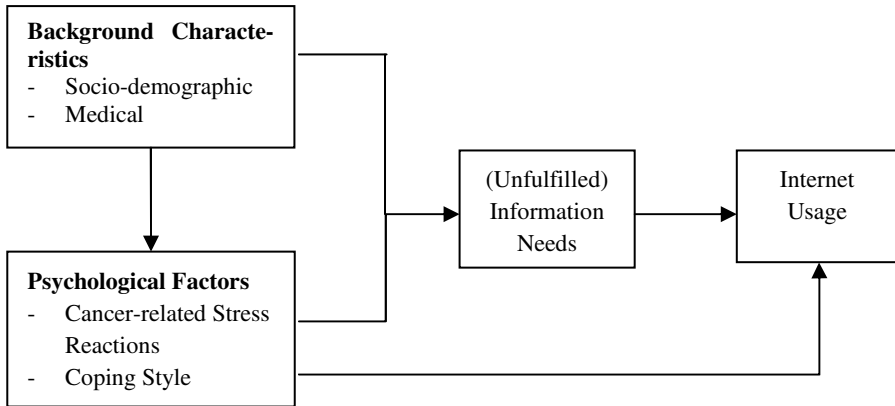 Background Characte-
ristics
- Socio-demographic
- Medical
(Unfulfilled)
Information
Needs
Internet
Usage
Psychological Factors
- Cancer-related Stress
Reactions
- Coping Style